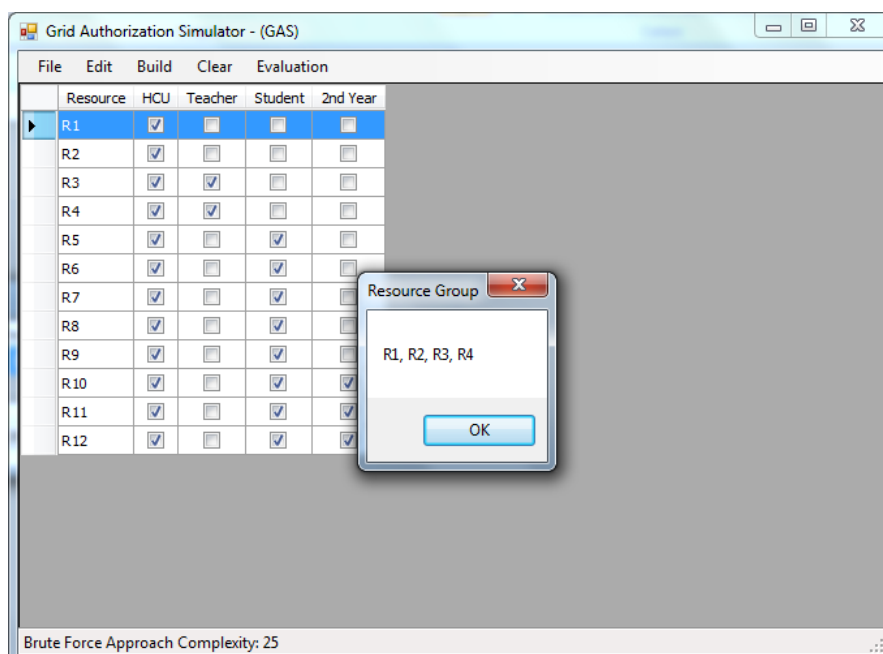 Grid Authorization Simulator - (GAS)
File Edit Build Clear Evaluation
Resource HCU Teacher Student 2nd Year
R1
R2
R3
R4
R5
R6
R7
R8
R9
R10
R11
R12
Resource Group
R1, R2, R3, R4
OK
Brute Force Approach Complexity: 25